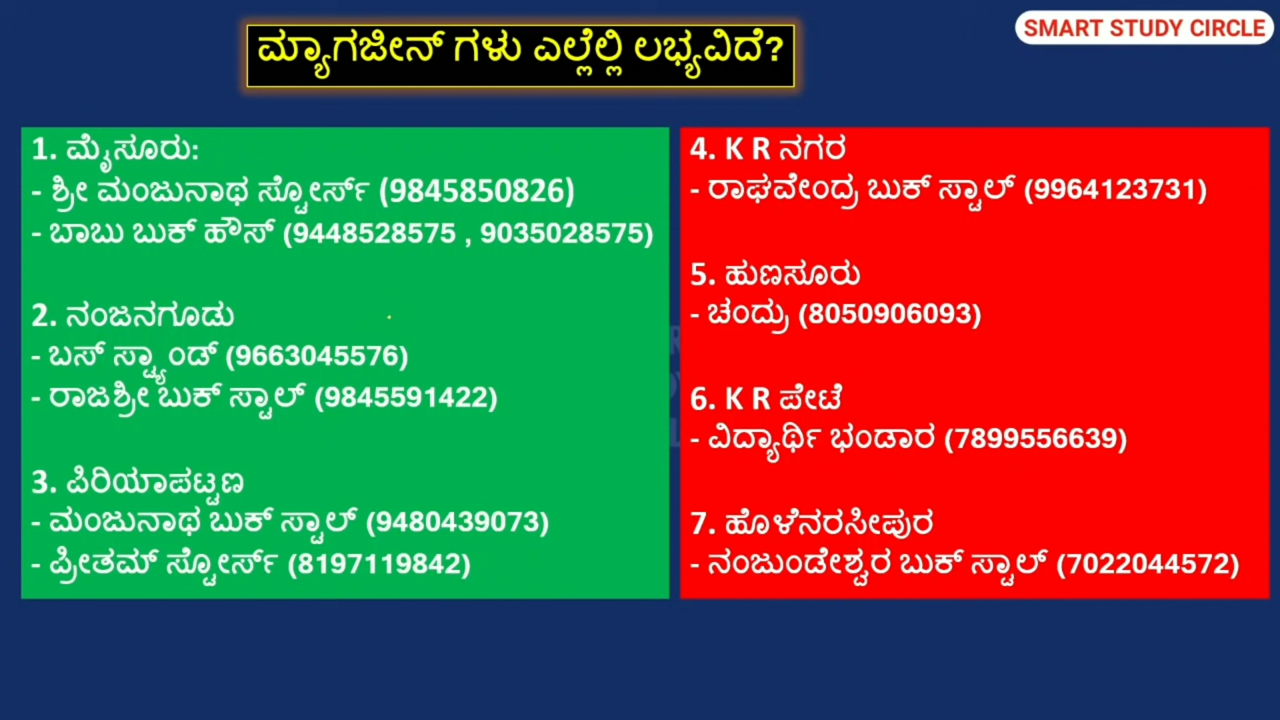 ಮ್ಯಾಗಜೀನ್ ಗಳು ಎಲ್ಲೆಲ್ಲಿ ಲಭ್ಯವಿದೆ?
SMART STUDY CIRCLE
1. ಮೈಸೂರು:
- ಶ್ರೀ ಮಂಜುನಾಥ ಸ್ಟೋರ್ಸ್ (9845850826)
- ಬಾಬು ಬುಕ್ ಹೌಸ್ (9448528575 , 9035028575)
2. ನಂಜನಗೂಡು
- ಬಸ್ ಸ್ಟ್ಯಾಂಡ್ (9663045576)
- ರಾಜಶ್ರೀ ಬುಕ್ ಸ್ಟಾಲ್ (9845591422)
3. ಪಿರಿಯಾಪಟ್ಟಣ
- ಮಂಜುನಾಥ ಬುಕ್ ಸ್ಟಾಲ್ (9480439073)
- ಪ್ರೀತಮ್ ಸ್ಟೋರ್ಸ್ (8197119842)
4. K R ನಗರ
- ರಾಘವೇಂದ್ರ ಬುಕ್ ಸ್ಟಾಲ್ (9964123731)
5. ಹುಣಸೂರು
- ಚಂದ್ರು (8050906093)
6. K R ಪೇಟೆ
- ವಿದ್ಯಾರ್ಥಿ ಭಂಡಾರ (7899556639)
7. ಹೊಳೆನರಸೀಪುರ
- ನಂಜುಂಡೇಶ್ವರ ಬುಕ್ ಸ್ಟಾಲ್ (7022044572)